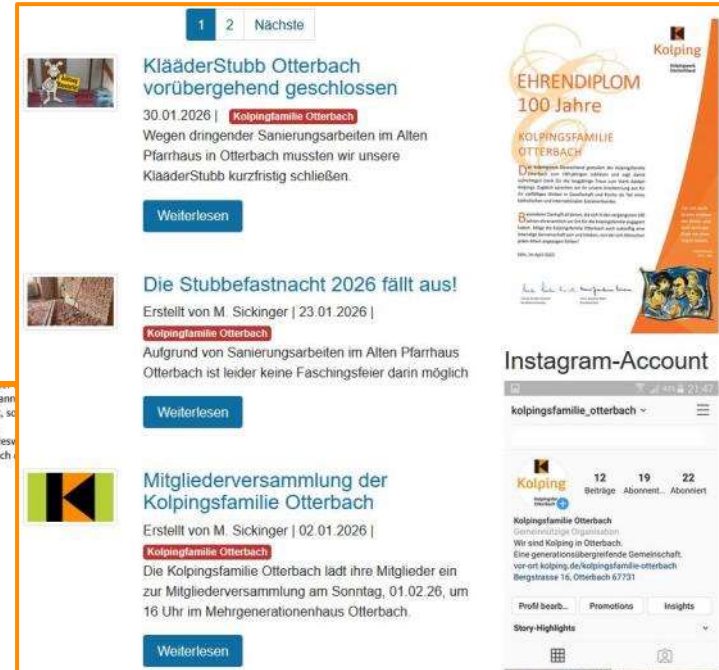 1 2 Nächste
KlääderStubb Otterbach
vorübergehend geschlossen
30.01.2026 | Kolpingfamilie Otterbach
Wegen dringender Sanierungsarbeiten im Alten
Pfarrhaus in Otterbach mussten wir unsere
KlääderStubb kurzfristig schließen.
Weiterlesen
Die Stubbefastnacht 2026 fällt aus!
Erstellt von M. Sickinger | 23.01.2026 |
Kolpingfamilie Otterbach
Aufgrund von Sanierungsarbeiten im Alten Pfarrhaus
Otterbach ist leider keine Faschingsfeier darin möglich
Weiterlesen
Mitgliederversammlung der
Kolpingsfamilie Otterbach
Erstellt von M. Sickinger | 02.01.2026 |
Kolpingfamilie Otterbach
Die Kolpingsfamilie Otterbach lädt ihre Mitglieder ein
zur Mitgliederversammlung am Sonntag, 01.02.26, um
16 Uhr im Mehrgenerationenhaus Otterbach.
Weiterlesen
Kolping
Kolpingwerk
Deutschland
EHRENDIPLOM
100 Jahre
KOLPINGSFAMILIE
OTTERBACH
Instagram-Account
21:47
kolpingsfamilie_otterbach
Kolping
12 19 22
Beiträge Abonnent... Abonniert
Kolpingsfamilie Otterbach
Gemeinnützige Organisation
Wir sind Kolping in Otterbach.
Eine generationsübergreifende Gemeinschaft.
vor-ort.kolping.de/kolpingsfamilie-otterbach
Bergstrasse 16, Otterbach 67731
Profil bearb... Promotions Insights
Story-Highlights